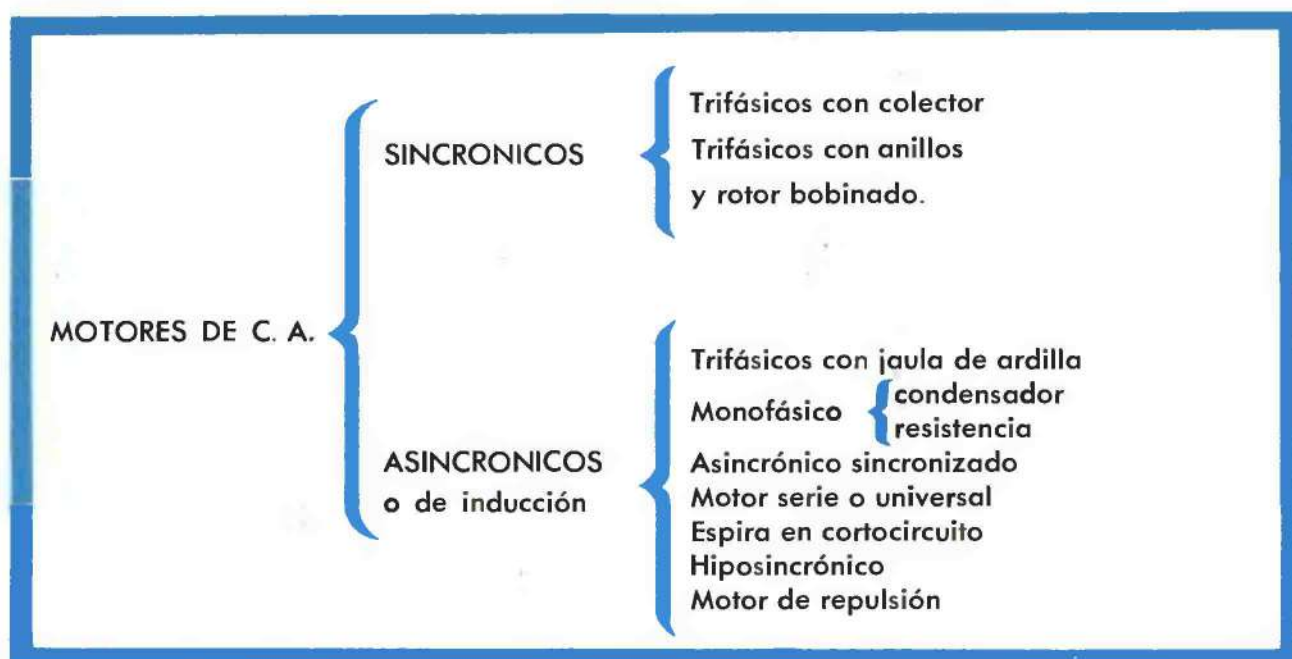 MOTORES DE C. A.
SINCRONICOS
Trifásicos con colector
Trifásicos con anillos
y rotor bobinado.
ASINCRONICOS
o de inducción
Trifásicos con jaula de ardilla
Monofásico
condensador
resistencia
Asincrónico sincronizado
Motor serie o universal
Espira en cortocircuito
Hiposincrónico
Motor de repulsión